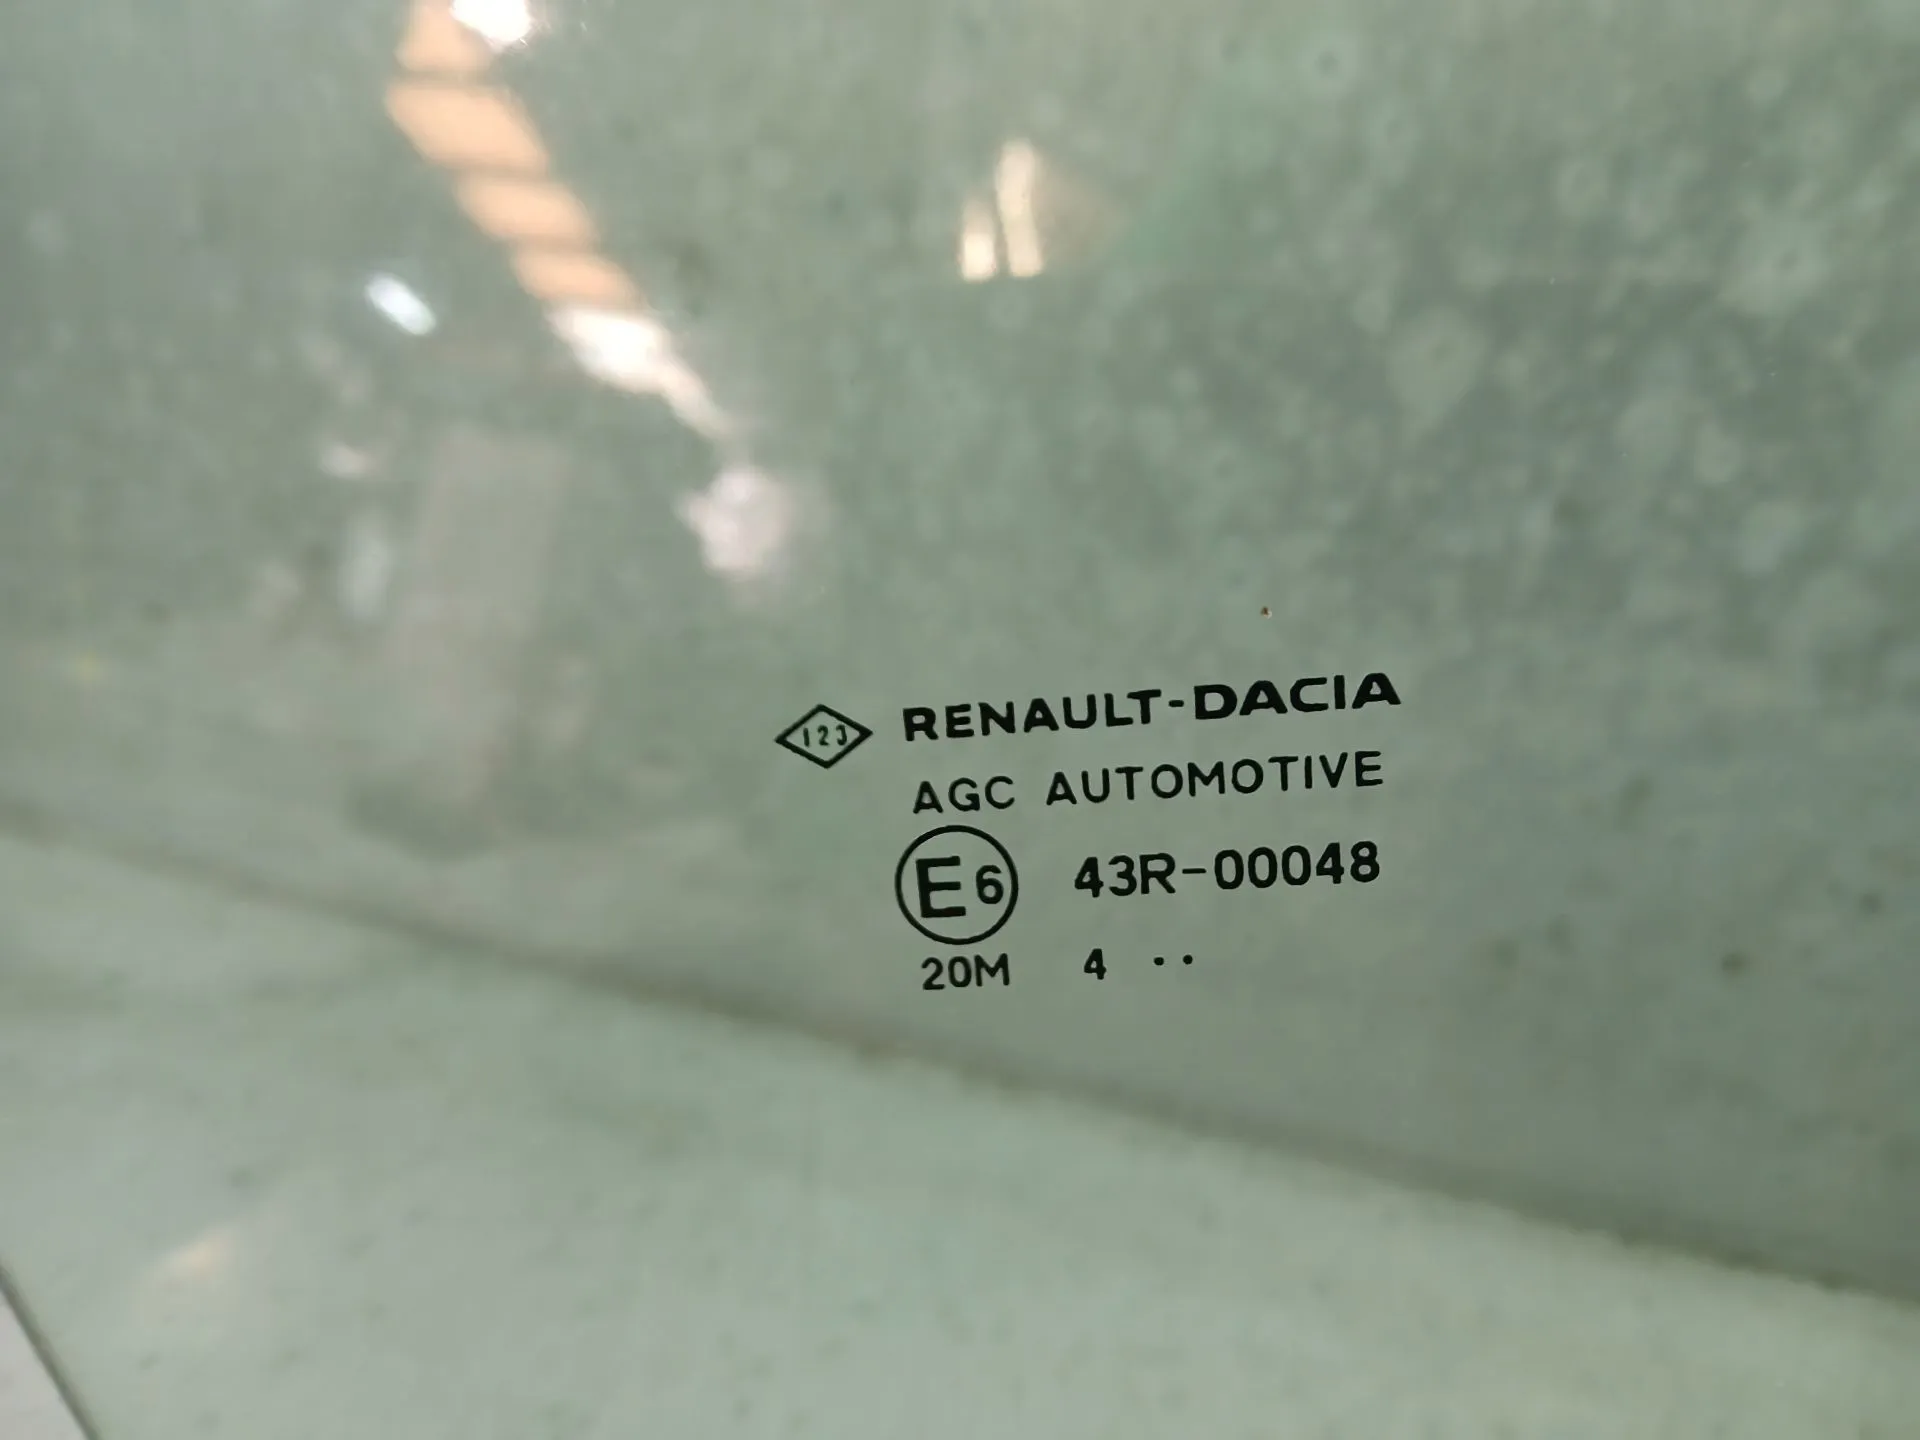 123 RENAULT-DACIA
AGC AUTOMOTIVE
E6 43R-00048
20M 4 ··